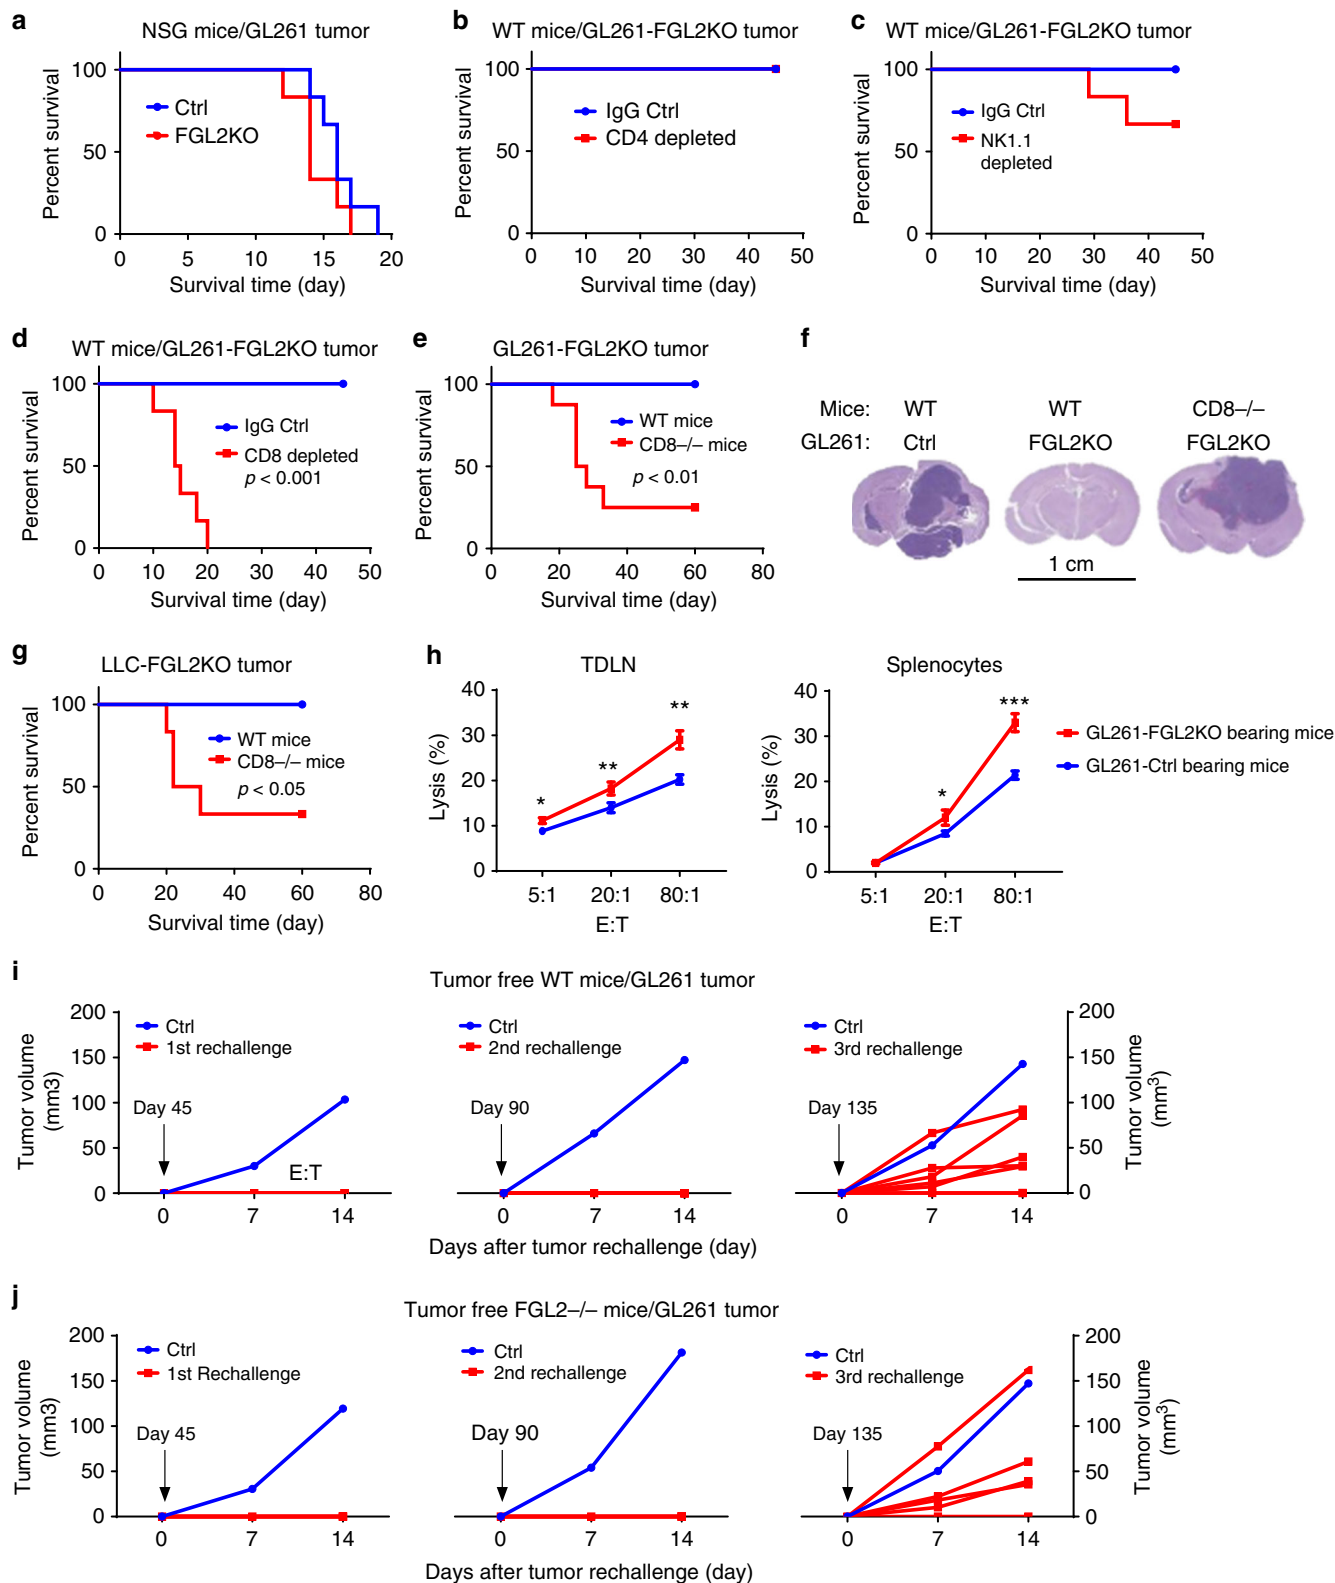 a
NSG mice/GL261 tumor
Percent survival
100
50
0
Ctrl
FGL2KO
0 5 10 15 20
Survival time (day)
b
WT mice/GL261-FGL2KO tumor
Percent survival
100
50
0
IgG Ctrl
CD4 depleted
0 10 20 30 40 50
Survival time (day)
c
WT mice/GL261-FGL2KO tumor
Percent survival
100
50
0
IgG Ctrl
NK1.1
depleted
0 10 20 30 40 50
Survival time (day)
d
WT mice/GL261-FGL2KO tumor
Percent survival
100
50
0
IgG Ctrl
CD8 depleted
p < 0.001
0 10 20 30 40 50
Survival time (day)
e
GL261-FGL2KO tumor
Percent survival
100
50
0
WT mice
CD8–/– mice
p < 0.01
0 20 40 60 80
Survival time (day)
f
Mice: WT WT CD8–/–
GL261: Ctrl FGL2KO FGL2KO
1 cm
g
LLC-FGL2KO tumor
Percent survival
100
50
0
WT mice
CD8–/– mice
p < 0.05
0 20 40 60 80
Survival time (day)
h
TDLN
Lysis (%)
40
30
20
10
0
* ** **
5:1 20:1 80:1
E:T
Splenocytes
Lysis (%)
40
30
20
10
0
* ***
5:1 20:1 80:1
E:T
GL261-FGL2KO bearing mice
GL261-Ctrl bearing mice
i
Tumor free WT mice/GL261 tumor
Tumor volume
(mm3)
200
150
100
50
0
Ctrl
1st rechallenge
Day 45
E:T
0 7 14
Ctrl
2nd rechallenge
Day 90
0 7 14
Ctrl
3rd rechallenge
Day 135
0 7 14
200
150
100
50
0
Tumor volume
(mm³)
Days after tumor rechallenge (day)
j
Tumor free FGL2–/– mice/GL261 tumor
Tumor volume
(mm3)
200
150
100
50
0
Ctrl
1st Rechallenge
Day 45
0 7 14
Ctrl
2nd rechallenge
Day 90
0 7 14
Ctrl
3rd rechallenge
Day 135
0 7 14
200
150
100
50
0
Tumor volume
(mm³)
Days after tumor rechallenge (day)